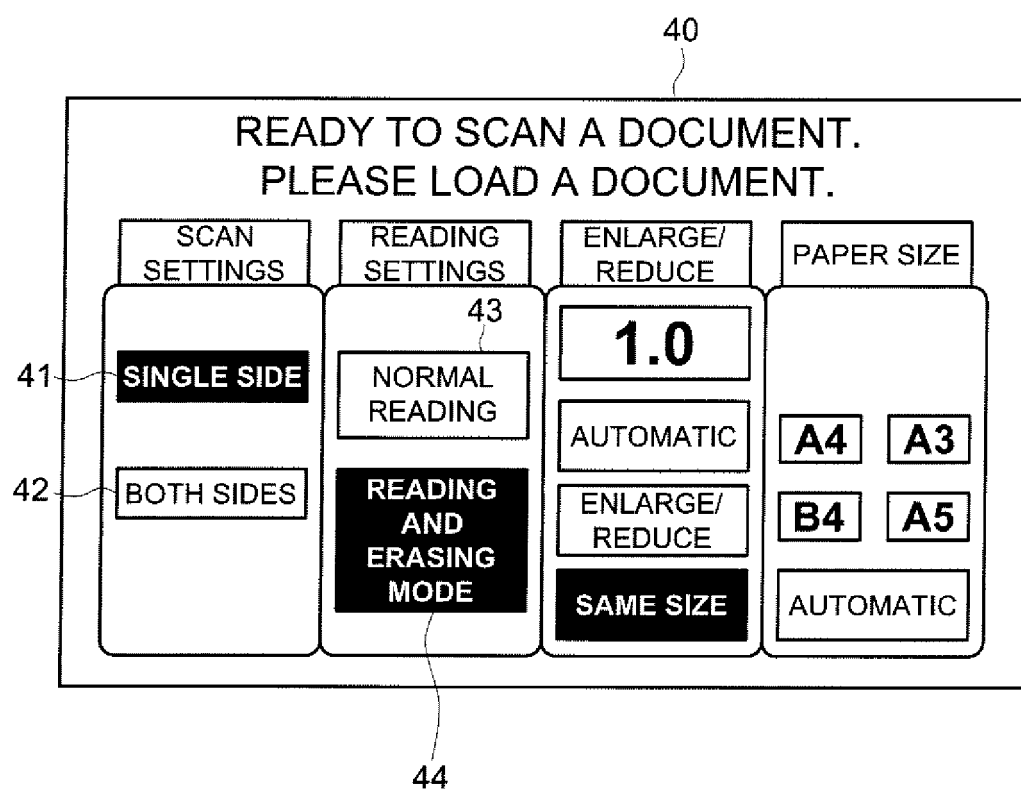 40
READY TO SCAN A DOCUMENT.
PLEASE LOAD A DOCUMENT.
SCAN
SETTINGS
READING
SETTINGS
ENLARGE/
REDUCE
PAPER SIZE
41
SINGLE SIDE
42
BOTH SIDES
43
NORMAL
READING
READING
AND
ERASING
MODE
44
1.0
AUTOMATIC
ENLARGE/
REDUCE
SAME SIZE
A4 A3
B4 A5
AUTOMATIC